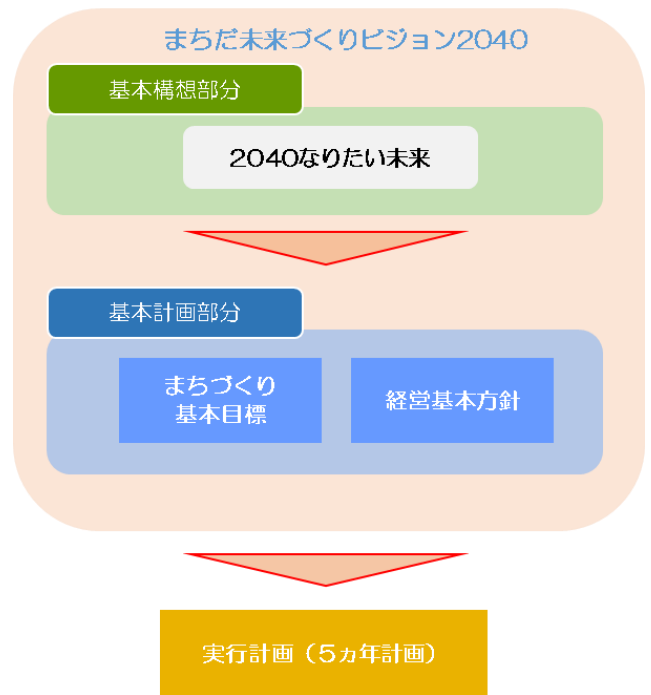 まちだ未来づくりビジョン2040
基本構想部分
2040なりたい未来
基本計画部分
まちづくり
基本目標
経営基本方針
実行計画（5ヵ年計画）